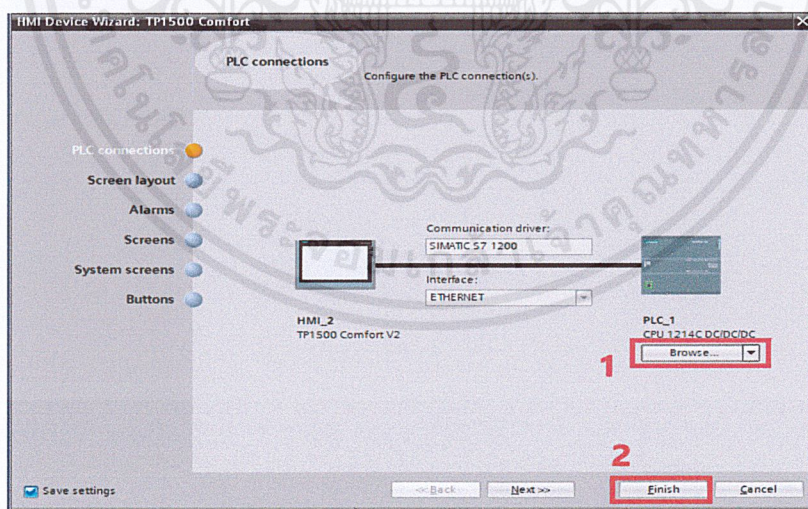 HMI Device Wizard: TP1500 Comfort
PLC connections
Configure the PLC connection(s).
PLC connections
Screen layout
Alarms
Screens
System screens
Buttons
Communication driver:
SIMATIC S7 1200
Interface:
ETHERNET
HMI_2
TP1500 Comfort V2
PLC_1
CPU 1214C DC/DC/DC
1
Browse...
2
Save settings
<<Back
Next >>
Finish
Cancel